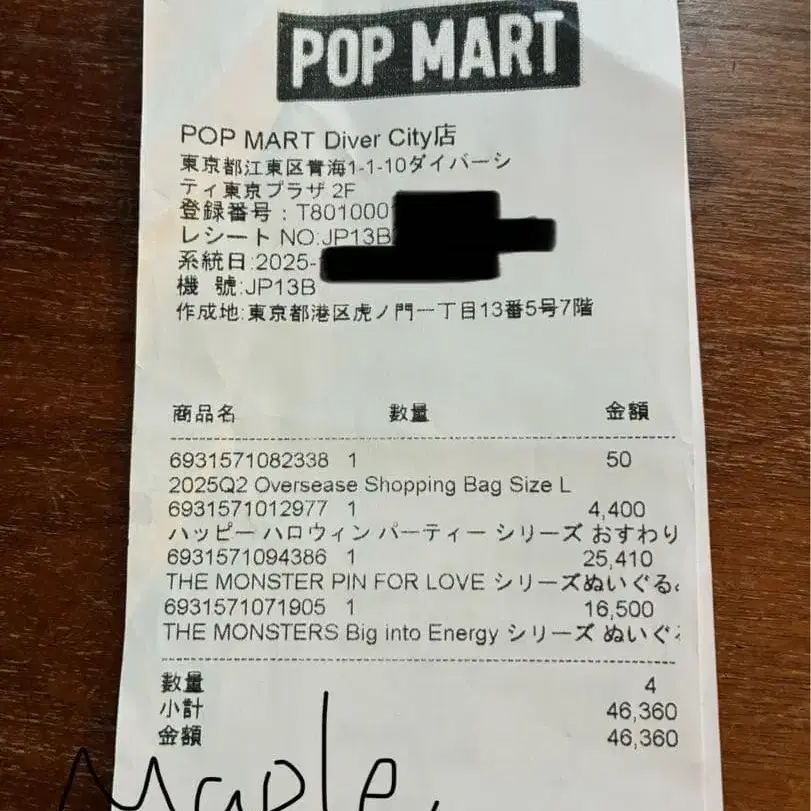 POP MART
POP MART Diver City店
東京都江東区青海1-1-10ダイバーシ
ティ東京プラザ 2F
登録番号：T801000
レシート NO:JP13B
系統日:2025-
機 號:JP13B
作成地:東京都港区虎ノ門一丁目13番5号7階
商品名 数量 金額
6931571082338 1 50
2025Q2 Oversease Shopping Bag Size L
6931571012977 1 4,400
ハッピー ハロウィン パーティー シリーズ おすわり
6931571094386 1 25,410
THE MONSTER PIN FOR LOVE シリーズぬいぐる
6931571071905 1 16,500
THE MONSTERS Big into Energy シリーズ ぬいぐ
数量 4
小計 46,360
金額 46,360
Maple